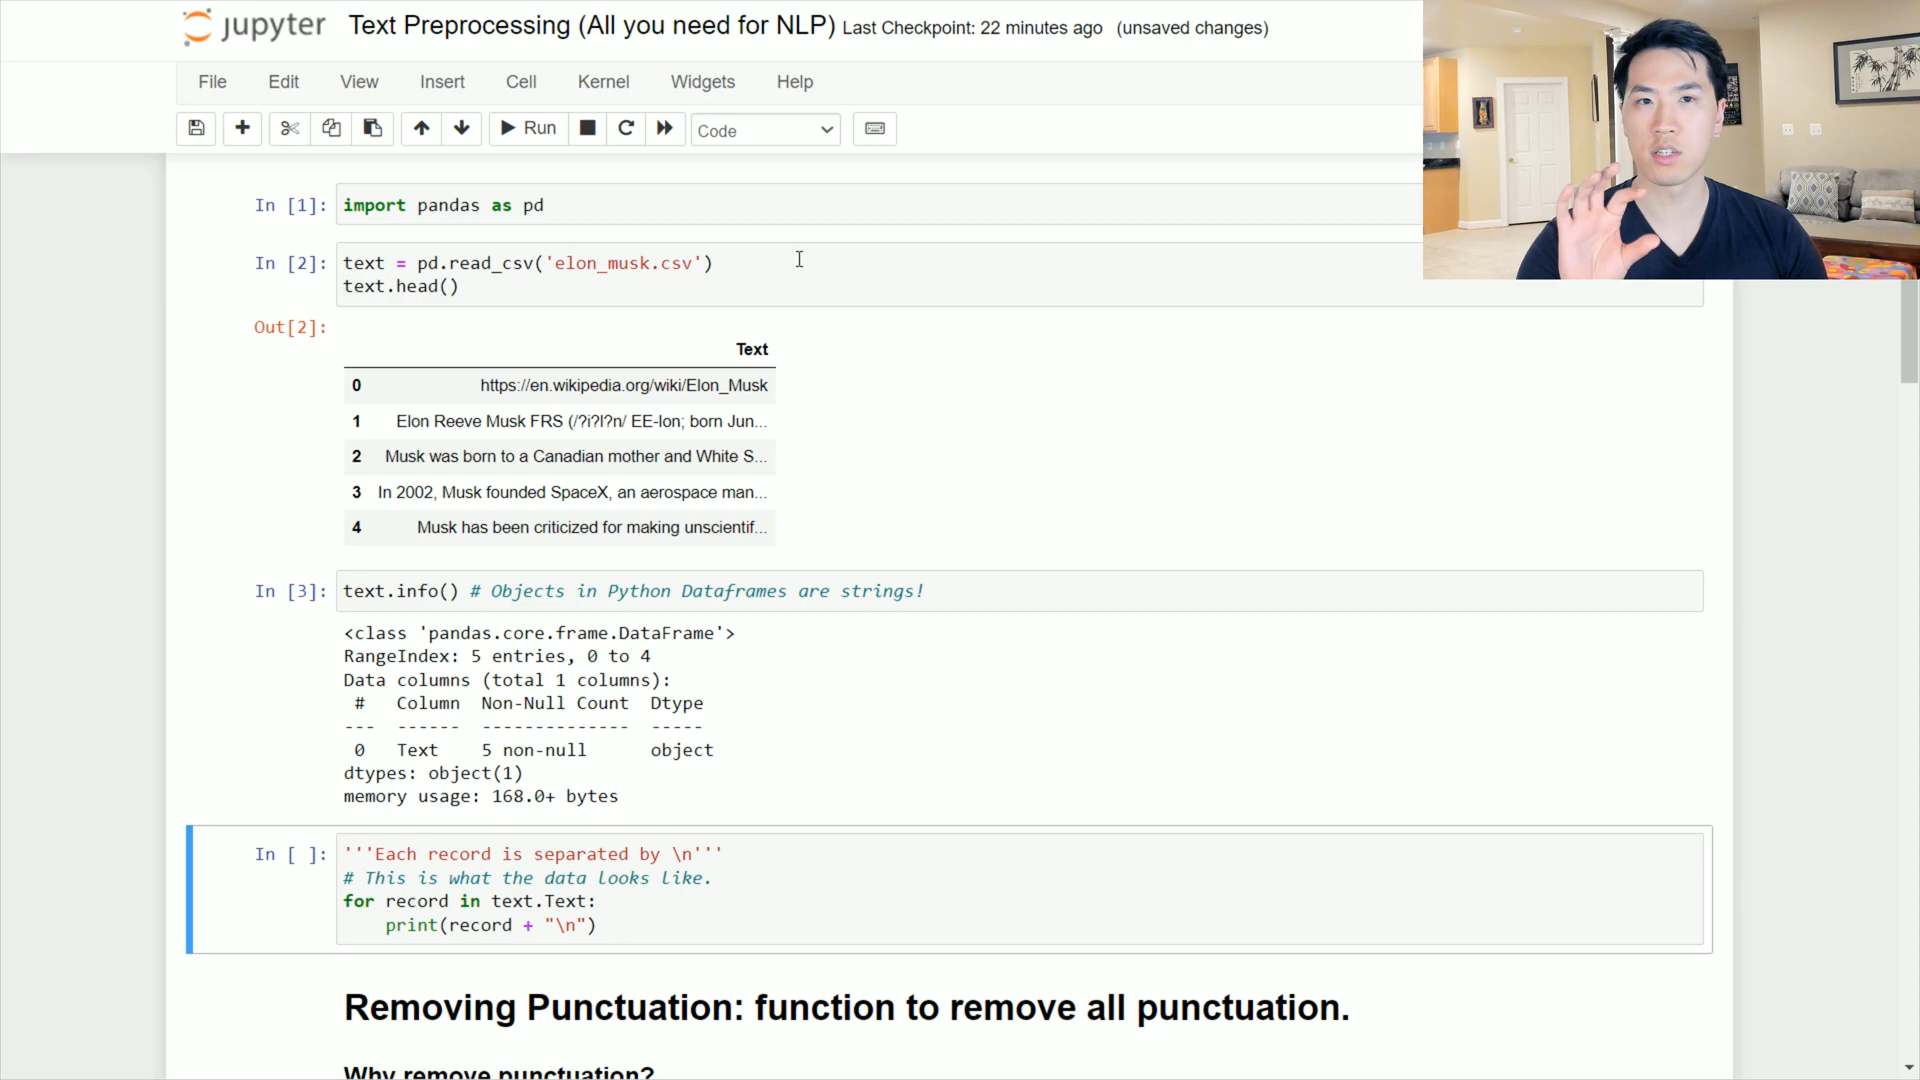 jupyter Text Preprocessing (All you need for NLP) Last Checkpoint: 22 minutes ago (unsaved changes)
File Edit View Insert Cell Kernel Widgets Help
Run Code
In [1]: import pandas as pd
In [2]: text = pd.read_csv('elon_musk.csv')
text.head()
Out[2]:
Text
0 https://en.wikipedia.org/wiki/Elon_Musk
1 Elon Reeve Musk FRS (/?i?l?n/ EE-lon; born Jun...
2 Musk was born to a Canadian mother and White S...
3 In 2002, Musk founded SpaceX, an aerospace man...
4 Musk has been criticized for making unscientif...
In [3]: text.info() # Objects in Python Dataframes are strings!
<class 'pandas.core.frame.DataFrame'>
RangeIndex: 5 entries, 0 to 4
Data columns (total 1 columns):
# Column Non-Null Count Dtype
--- ------ -------------- -----
0 Text 5 non-null object
dtypes: object(1)
memory usage: 168.0+ bytes
In [ ]: '''Each record is separated by \n'''
# This is what the data looks like.
for record in text.Text:
print(record + "\n")
Removing Punctuation: function to remove all punctuation.
Why remove punctuation?